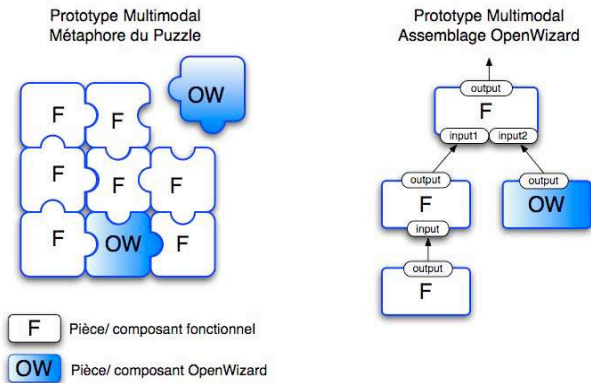 Prototype Multimodal
Métaphore du Puzzle
OW
F
F
F
F
F
F
OW
F
F
Pièce/ composant fonctionnel
OW
Pièce/ composant OpenWizard
Prototype Multimodal
Assemblage OpenWizard
output
F
input1
input2
output
F
input
output
OW
output
F